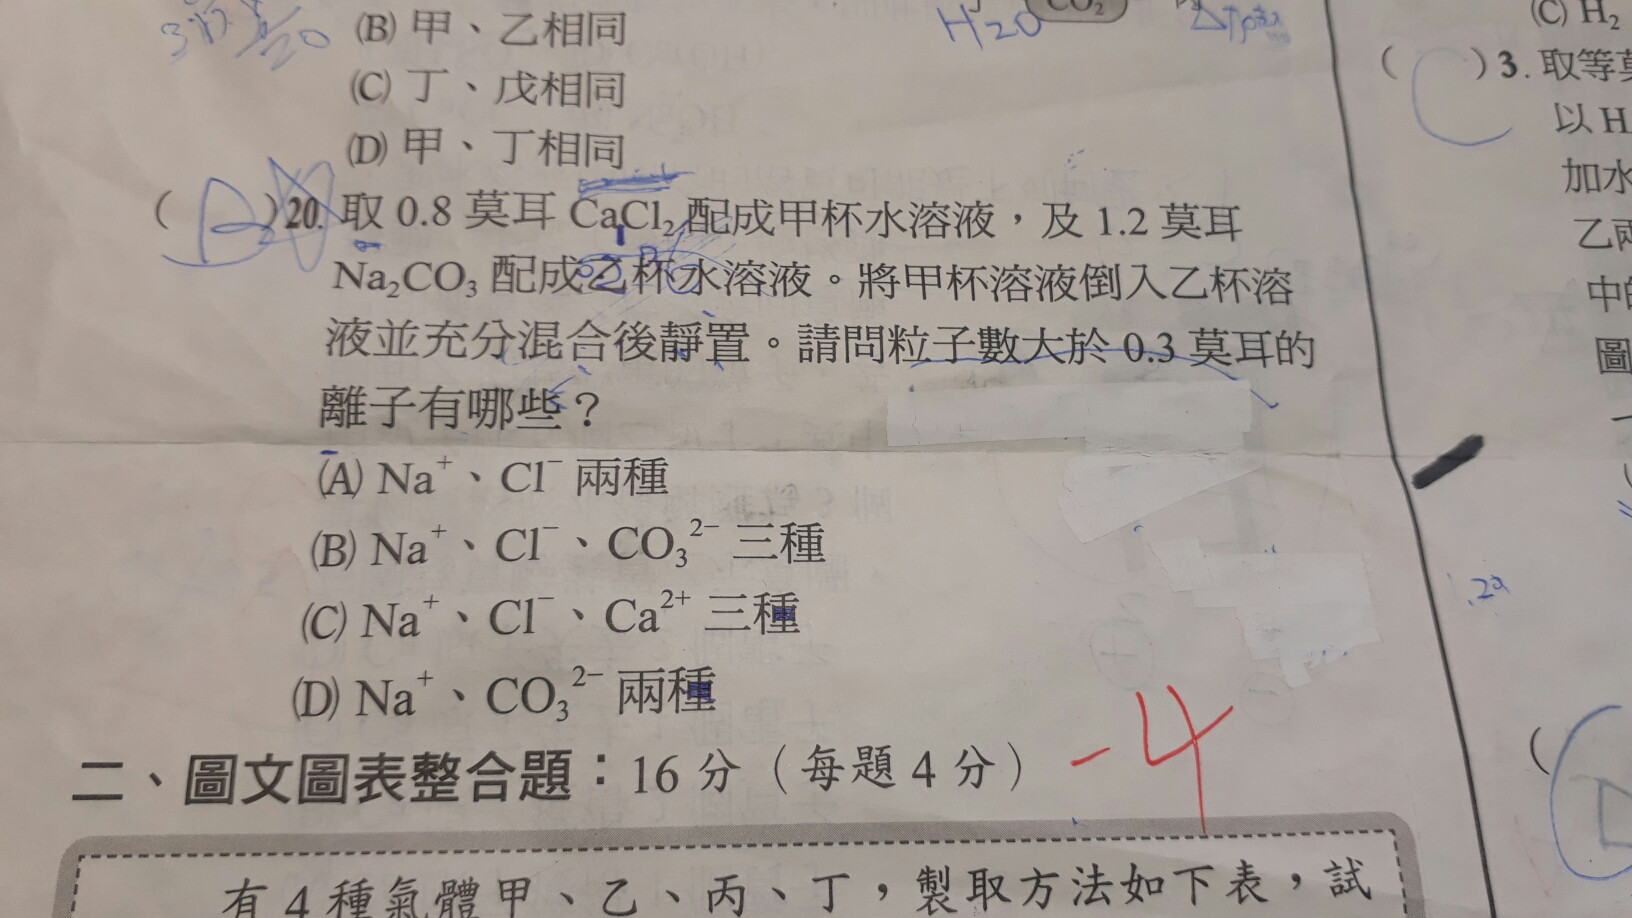 (B) 甲、乙相同
H2O
CO₂
(C) 丁、戊相同
(D) 甲、丁相同
( B )20. 取 0.8 莫耳 CaCl₂ 配成甲杯水溶液，及 1.2 莫耳
Na₂CO₃ 配成乙杯水溶液。將甲杯溶液倒入乙杯溶
液並充分混合後靜置。請問粒子數大於 0.3 莫耳的
離子有哪些？
(A) Na⁺、Cl⁻ 兩種
(B) Na⁺、Cl⁻、CO₃²⁻ 三種
(C) Na⁺、Cl⁻、Ca²⁺ 三種
(D) Na⁺、CO₃²⁻ 兩種
二、圖文圖表整合題：16 分（每題 4 分）
-4
有 4 種氣體甲、乙、丙、丁，製取方法如下表，試
(C) H₂
( C )3. 取等莫
以 H
加水
乙兩
中的
圖
(